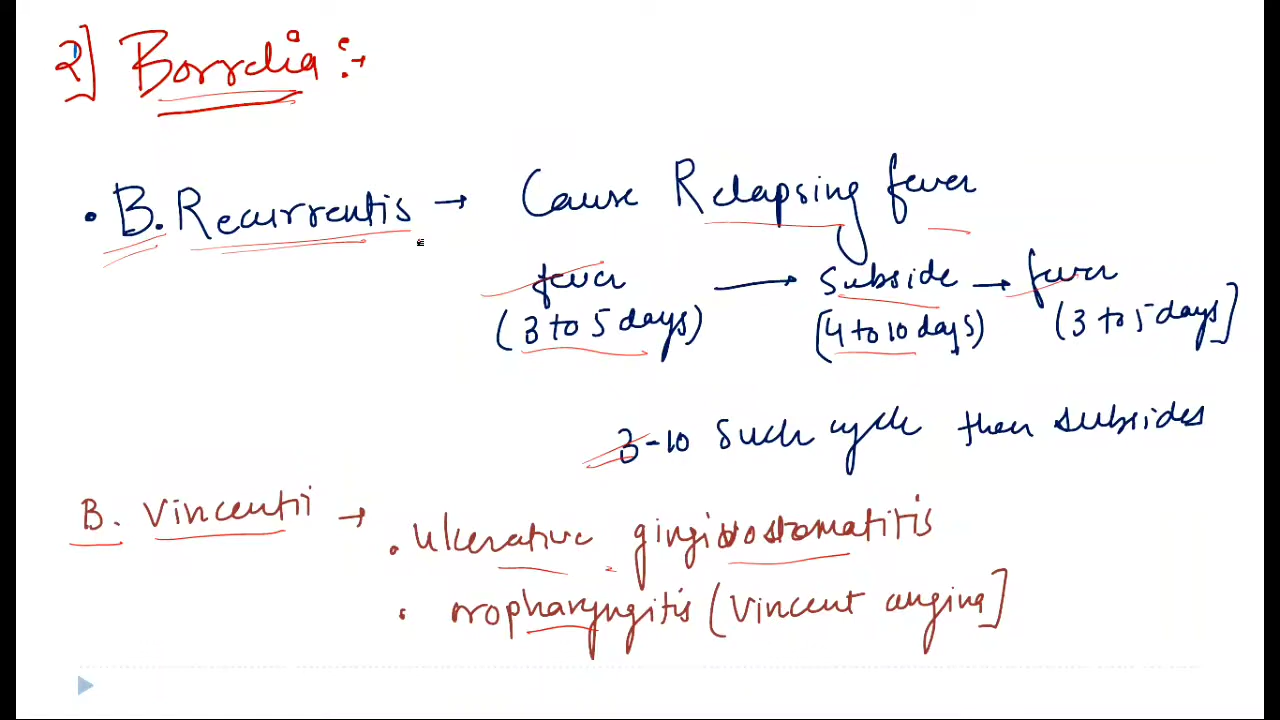 2] Borrelia :→
• B. Recurrentis → Cause Relapsing fever
fever → Subside → fever
(3 to 5 days) (4 to 10 days) (3 to 5 days]
3-10 Such cycle then subsides
B. Vincentii → • ulcerative gingivostomatitis
• oropharyngitis (Vincent angina]